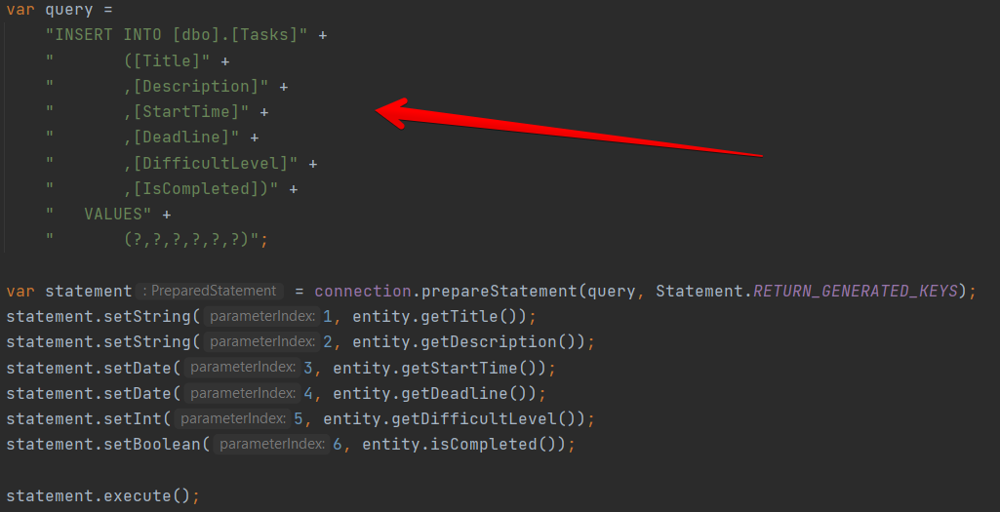 var query =
"INSERT INTO [dbo].[Tasks]" +
"       ([Title]" +
"       ,[Description]" +
"       ,[StartTime]" +
"       ,[Deadline]" +
"       ,[DifficultLevel]" +
"       ,[IsCompleted])" +
"   VALUES" +
"       (?,?,?,?,?,?)";
var statement : PreparedStatement = connection.prepareStatement(query, Statement.RETURN_GENERATED_KEYS);
statement.setString( parameterIndex: 1, entity.getTitle());
statement.setString( parameterIndex: 2, entity.getDescription());
statement.setDate( parameterIndex: 3, entity.getStartTime());
statement.setDate( parameterIndex: 4, entity.getDeadline());
statement.setInt( parameterIndex: 5, entity.getDifficultLevel());
statement.setBoolean( parameterIndex: 6, entity.isCompleted());
statement.execute();